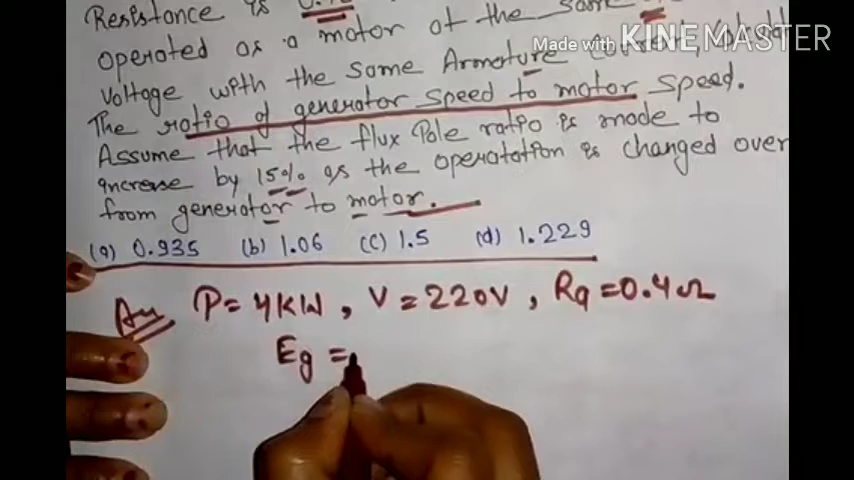 Resistance is
operated as a motor at the same
Made with KINEMASTER
voltage with the same Armature Current,
The ratio of generator speed to motor speed.
Assume that the flux Pole ratio is made to
increase by 15% as the operatation is changed over
from generator to motor.
(a) 0.935 (b) 1.06 (c) 1.5 (d) 1.229
Ans P = 4KW, V = 220V, Ra = 0.4Ω
Eg =